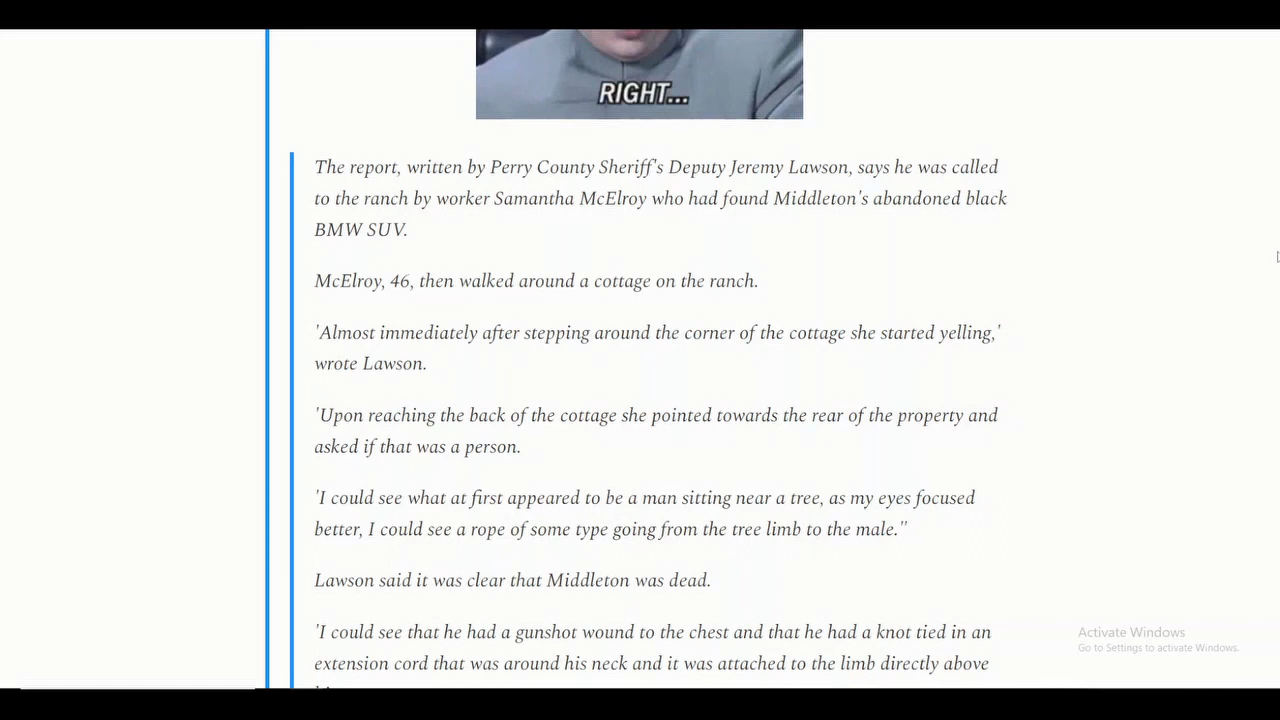 RIGHT...
The report, written by Perry County Sheriff's Deputy Jeremy Lawson, says he was called
to the ranch by worker Samantha McElroy who had found Middleton's abandoned black
BMW SUV.
McElroy, 46, then walked around a cottage on the ranch.
'Almost immediately after stepping around the corner of the cottage she started yelling,'
wrote Lawson.
'Upon reaching the back of the cottage she pointed towards the rear of the property and
asked if that was a person.
'I could see what at first appeared to be a man sitting near a tree, as my eyes focused
better, I could see a rope of some type going from the tree limb to the male.''
Lawson said it was clear that Middleton was dead.
'I could see that he had a gunshot wound to the chest and that he had a knot tied in an
extension cord that was around his neck and it was attached to the limb directly above
Activate Windows
Go to Settings to activate Windows.